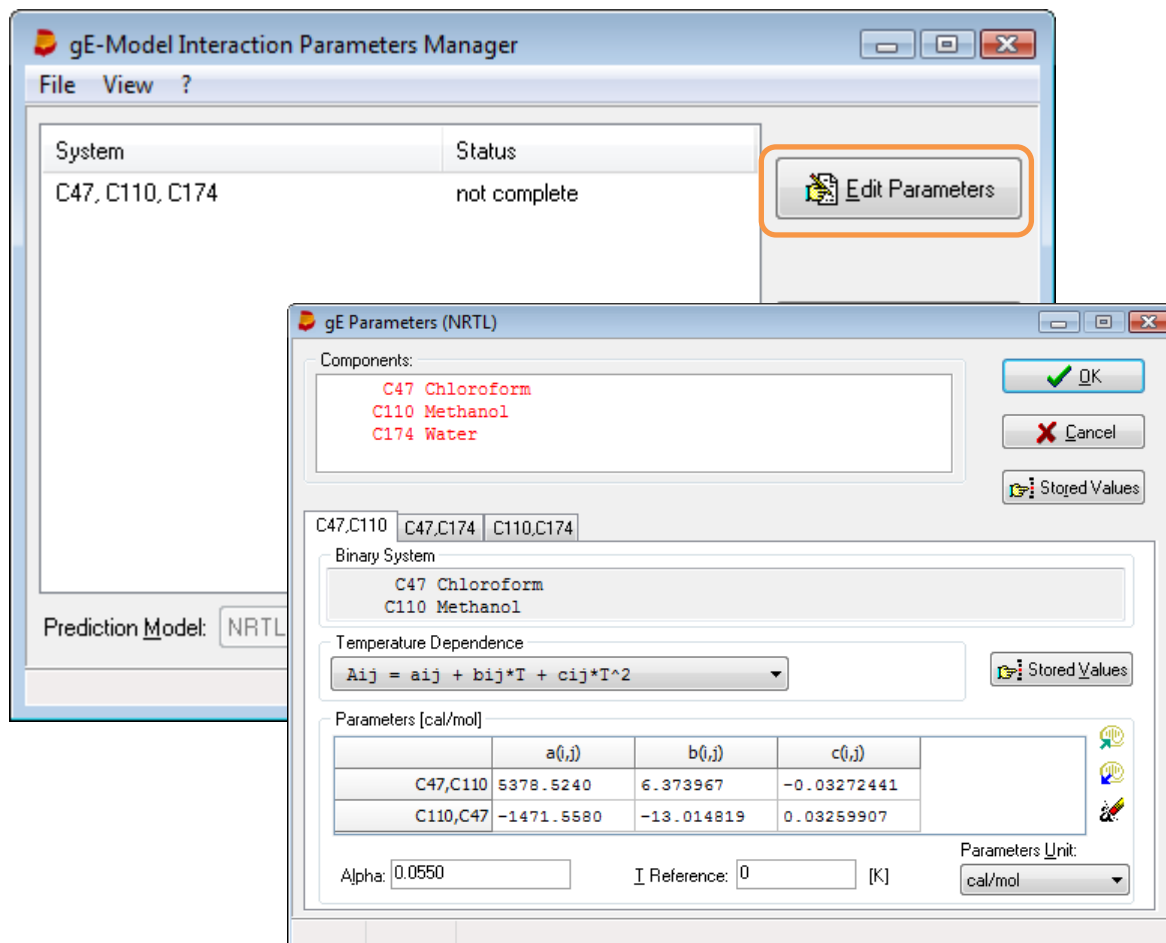 gE-Model Interaction Parameters Manager
File View ?
System Status
C47, C110, C174 not complete
Edit Parameters
Prediction Model: NRTL
gE Parameters (NRTL)
Components:
C47 Chloroform
C110 Methanol
C174 Water
OK
Cancel
Stored Values
C47,C110 C47,C174 C110,C174
Binary System
C47 Chloroform
C110 Methanol
Temperature Dependence
Aij = aij + bij*T + cij*T^2
Stored Values
Parameters [cal/mol]
a(i,j) b(i,j) c(i,j)
C47,C110 5378.5240 6.373967 -0.03272441
C110,C47 -1471.5580 -13.014819 0.03259907
Alpha: 0.0550 T Reference: 0 [K]
Parameters Unit:
cal/mol